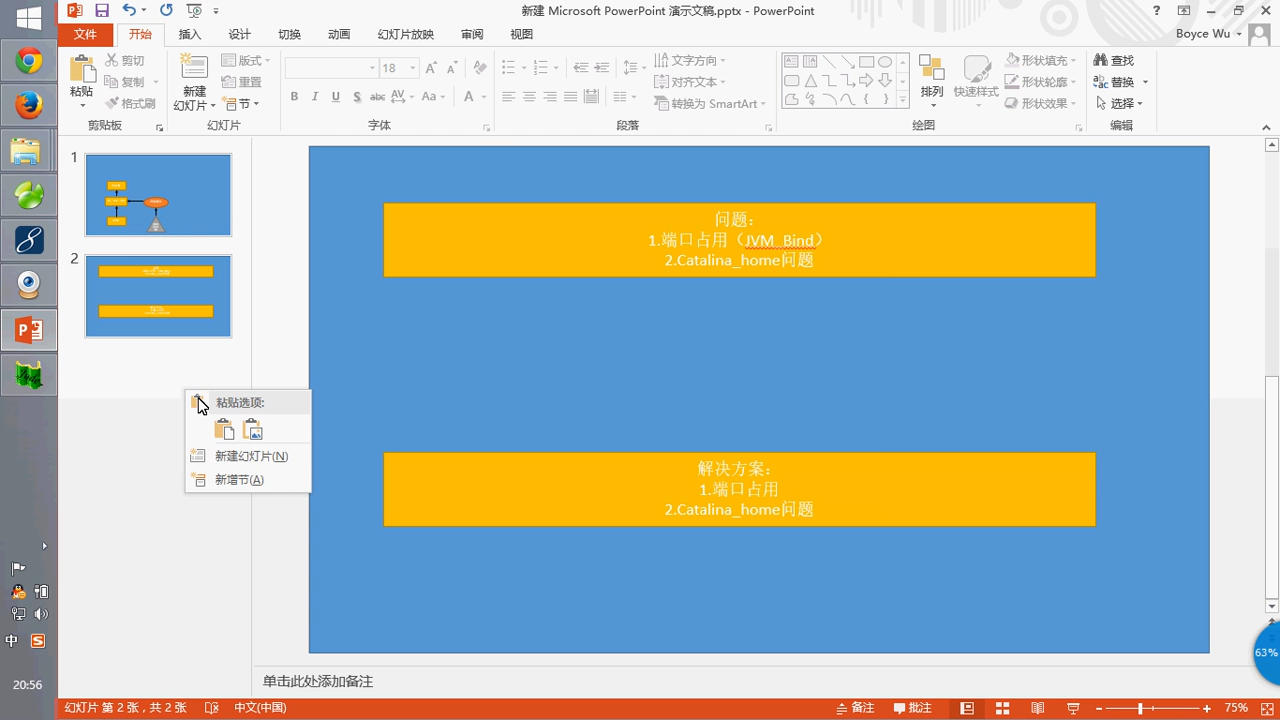 新建 Microsoft PowerPoint 演示文稿.pptx - PowerPoint
文件 开始 插入 设计 切换 动画 幻灯片放映 审阅 视图
Boyce Wu
粘贴
剪切
复制
格式刷
剪贴板
新建
幻灯片
版式
重置
节
幻灯片
18
字体
文字方向
对齐文本
转换为 SmartArt
段落
排列
快速样式
形状填充
形状轮廓
形状效果
绘图
查找
替换
选择
编辑
1
2
问题:
1.端口占用（JVM_Bind）
2.Catalina_home问题
解决方案:
1.端口占用
2.Catalina_home问题
粘贴选项:
新建幻灯片(N)
新增节(A)
中
20:56
63%
单击此处添加备注
幻灯片 第 2 张，共 2 张 中文(中国) 备注 批注 75%